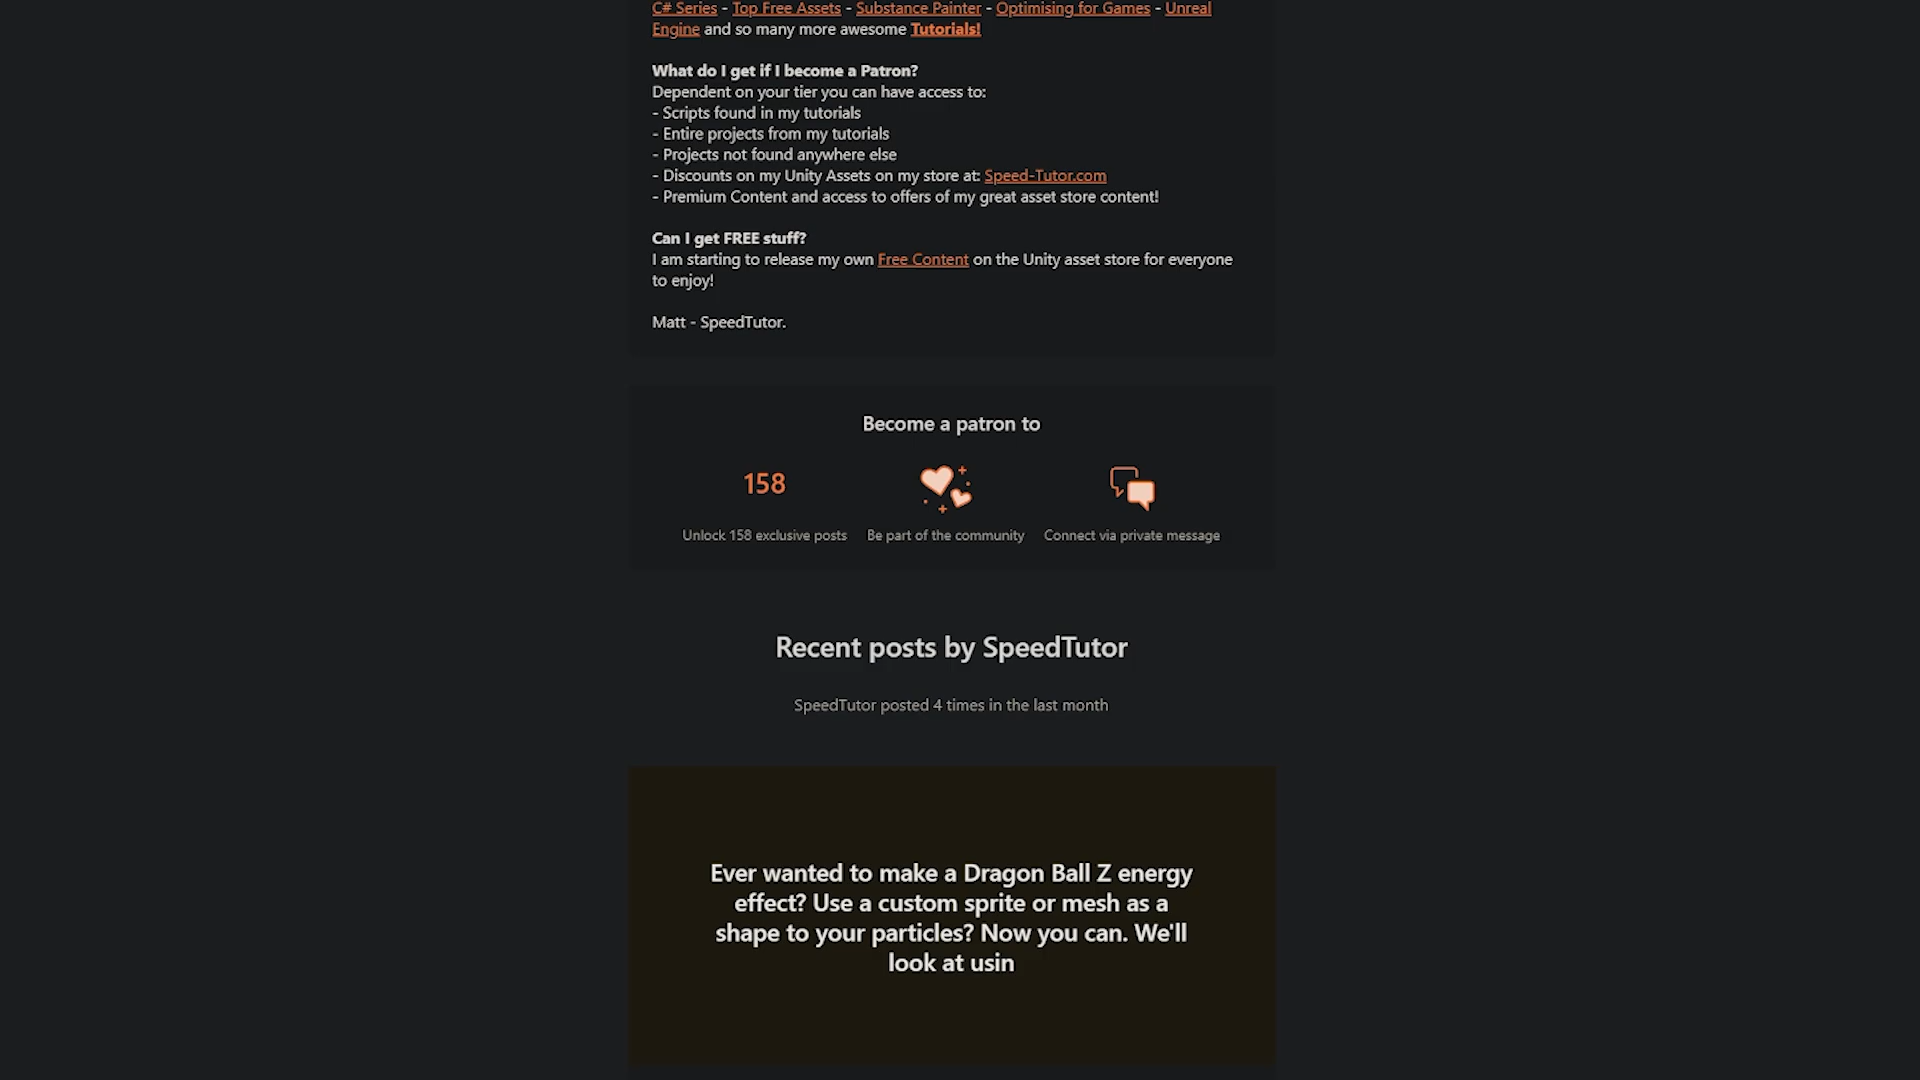 C# Series - Top Free Assets - Substance Painter - Optimising for Games - Unreal
Engine and so many more awesome Tutorials!
What do I get if I become a Patron?
Dependent on your tier you can have access to:
- Scripts found in my tutorials
- Entire projects from my tutorials
- Projects not found anywhere else
- Discounts on my Unity Assets on my store at: Speed-Tutor.com
- Premium Content and access to offers of my great asset store content!
Can I get FREE stuff?
I am starting to release my own Free Content on the Unity asset store for everyone
to enjoy!
Matt - SpeedTutor.
Become a patron to
158
Unlock 158 exclusive posts
Be part of the community
Connect via private message
Recent posts by SpeedTutor
SpeedTutor posted 4 times in the last month
Ever wanted to make a Dragon Ball Z energy
effect? Use a custom sprite or mesh as a
shape to your particles? Now you can. We'll
look at usin